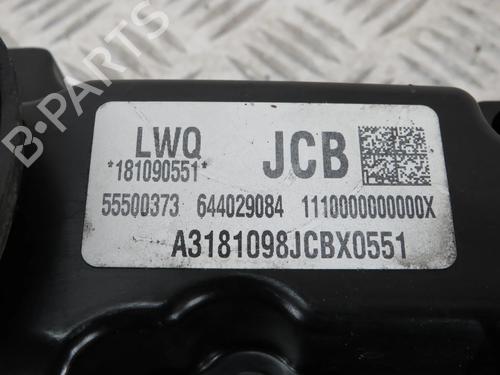 LWQ JCB
*181090551*
55500373 644029084 1110000000000X
A3181098JCBX0551
B-PARTS